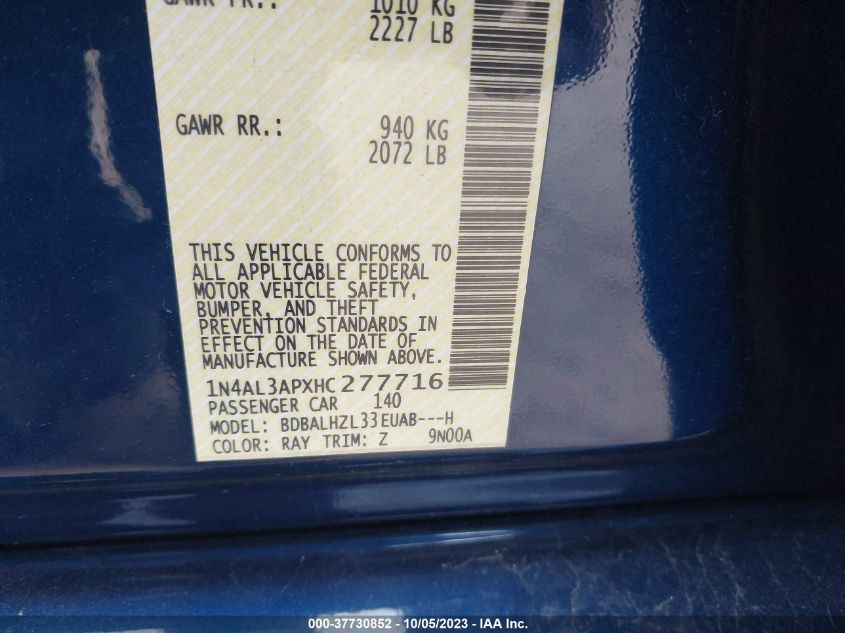 GAWR FR.: 1010 KG
2227 LB
GAWR RR.: 940 KG
2072 LB
THIS VEHICLE CONFORMS TO
ALL APPLICABLE FEDERAL
MOTOR VEHICLE SAFETY,
BUMPER, AND THEFT
PREVENTION STANDARDS IN
EFFECT ON THE DATE OF
MANUFACTURE SHOWN ABOVE.
1N4AL3APXHC277716
PASSENGER CAR 140
MODEL: BDBALHZL33EUAB---H
COLOR: RAY TRIM: Z 9N00A
000-37730852 - 10/05/2023 - IAA Inc.